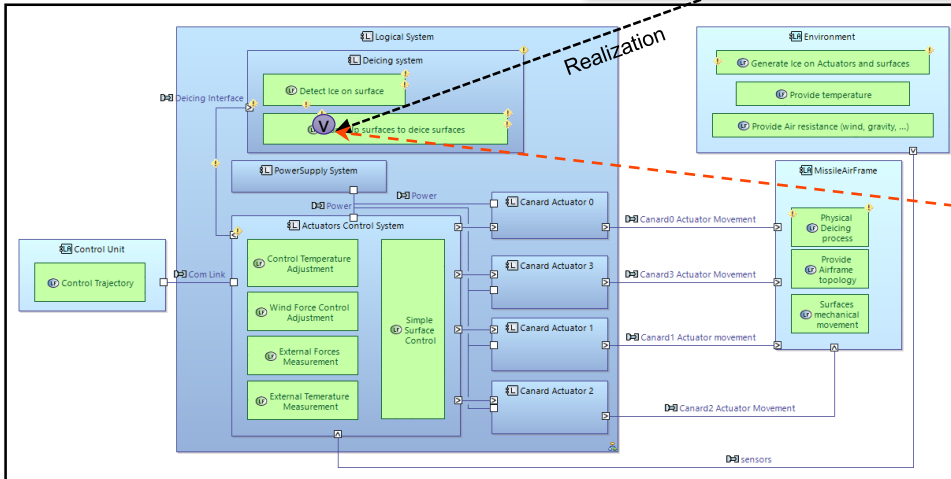 Logical System
Deicing system
Detect Ice on surface
V
o surfaces to deice surfaces
Realization
Deicing Interface
PowerSupply System
Power
Power
Actuators Control System
Control Temperature
Adjustment
Wind Force Control
Adjustment
External Forces
Measurement
External Temerature
Measurement
Simple
Surface
Control
Control Unit
Control Trajectory
Com Link
Canard Actuator 0
Canard Actuator 3
Canard Actuator 1
Canard Actuator 2
Canard0 Actuator Movement
Canard3 Actuator Movement
Canard1 Actuator movement
Canard2 Actuator Movement
sensors
Environment
Generate Ice on Actuators and surfaces
Provide temperature
Provide Air resistance (wind, gravity, ...)
MissileAirFrame
Physical
Deicing
process
Provide
Airframe
topology
Surfaces
mechanical
movement